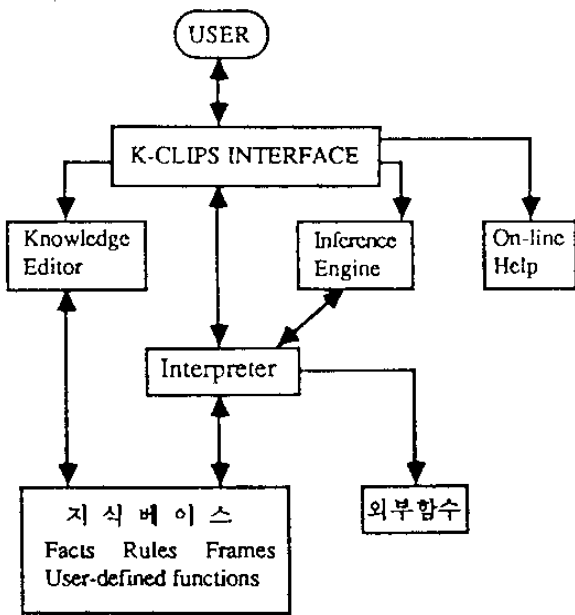 USER
K-CLIPS INTERFACE
Knowledge
Editor
Inference
Engine
On-line
Help
Interpreter
지 식 베 이 스
Facts Rules Frames
User-defined functions
외부함수